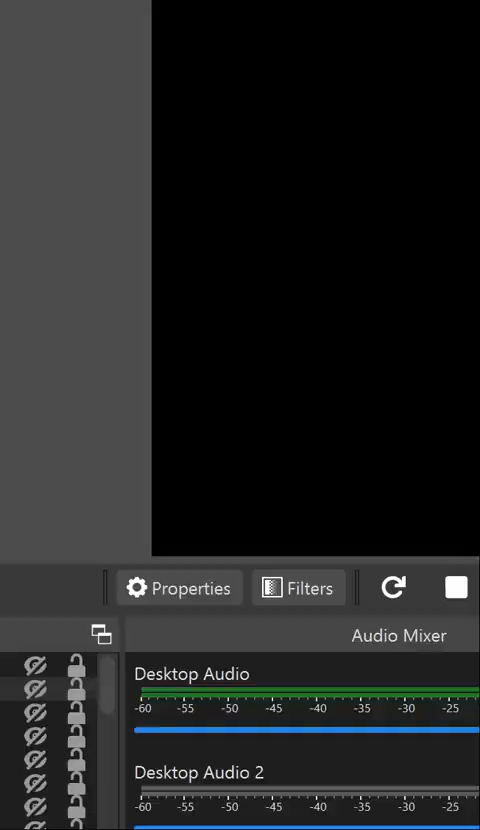 Properties Filters
Audio Mixer
Desktop Audio
-60 -55 -50 -45 -40 -35 -30 -25
Desktop Audio 2
-60 -55 -50 -45 -40 -35 -30 -25